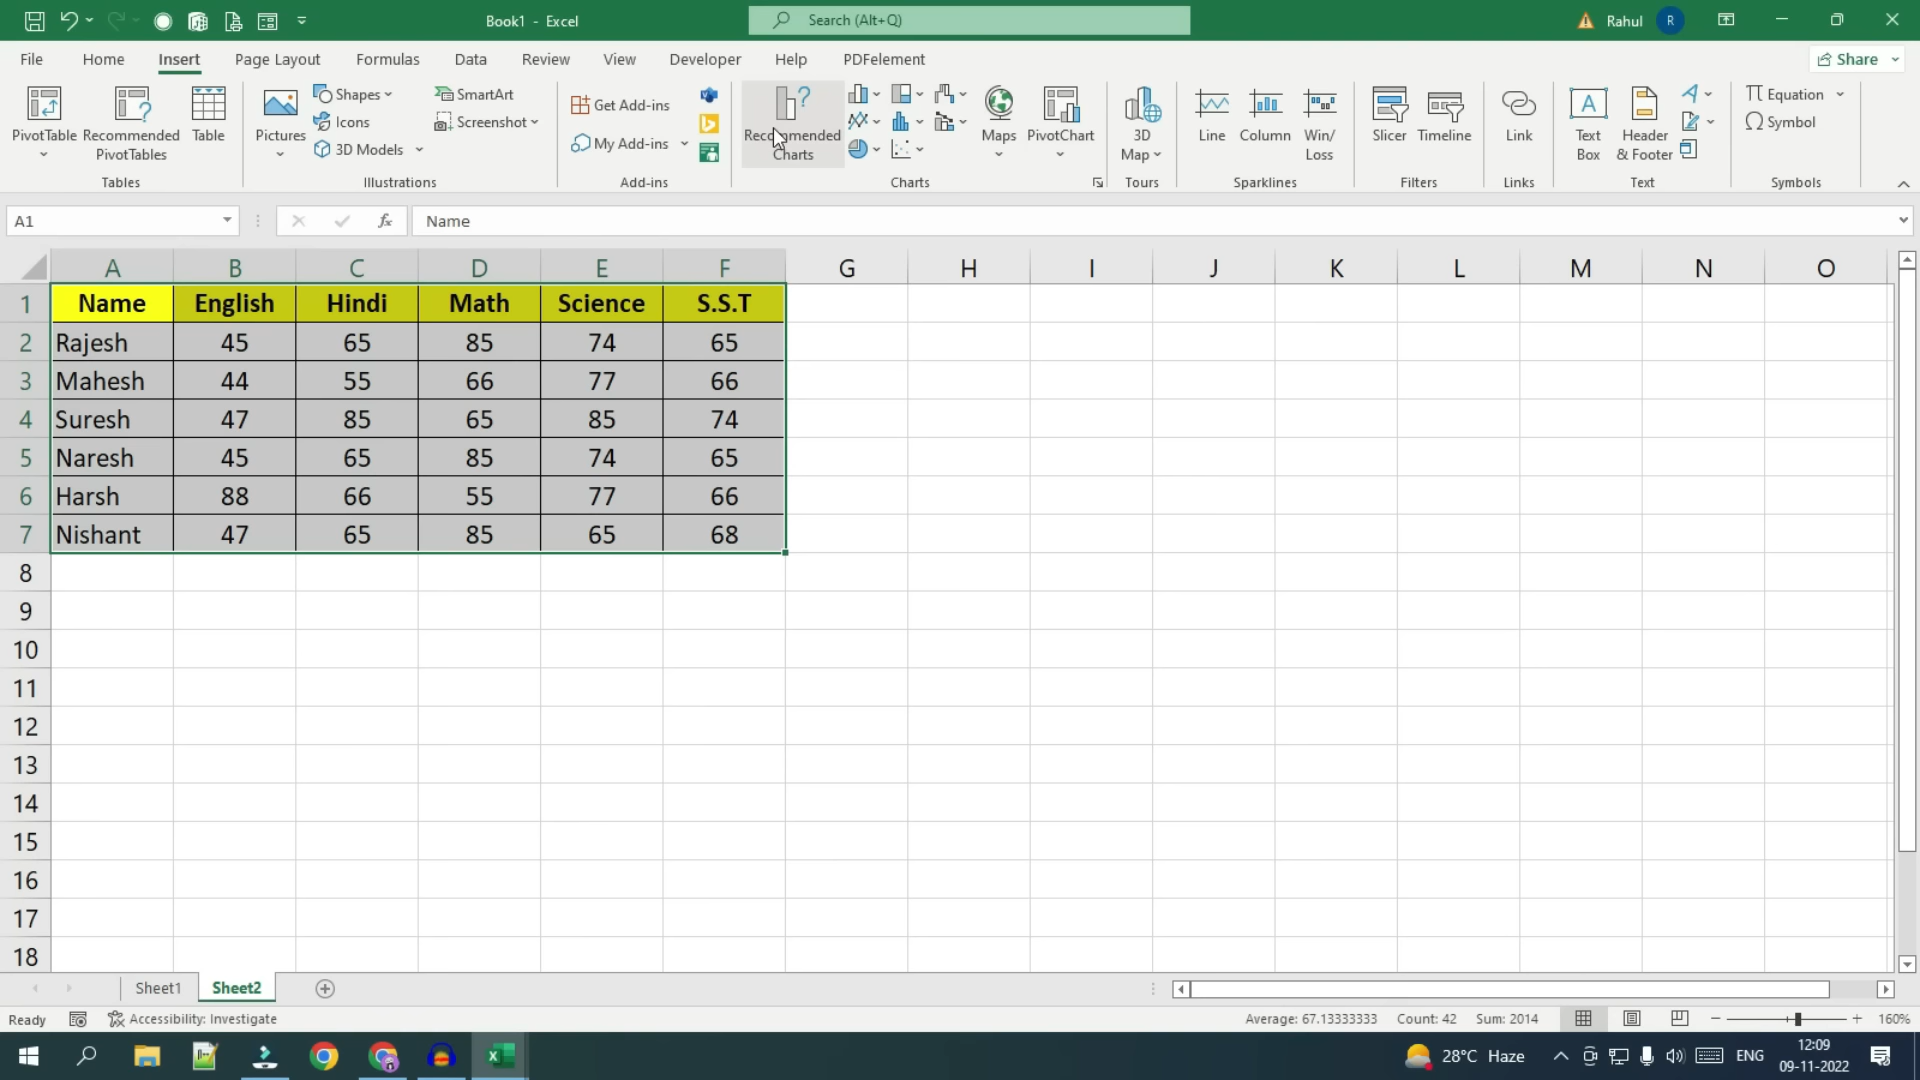 Book1 - Excel
Search (Alt+Q)
Rahul
R
File Home Insert Page Layout Formulas Data Review View Developer Help PDFelement
Share
PivotTable
Recommended
PivotTables
Table
Tables
Pictures
Shapes
Icons
3D Models
SmartArt
Screenshot
Illustrations
Get Add-ins
My Add-ins
Add-ins
Recommended
Charts
Maps
PivotChart
Charts
3D
Map
Tours
Line
Column
Win/
Loss
Sparklines
Slicer
Timeline
Filters
Link
Links
Text
Box
Header
& Footer
Text
Equation
Symbol
Symbols
A1
fx
Name
A B C D E F G H I J K L M N O
1 Name English Hindi Math Science S.S.T
2 Rajesh 45 65 85 74 65
3 Mahesh 44 55 66 77 66
4 Suresh 47 85 65 85 74
5 Naresh 45 65 85 74 65
6 Harsh 88 66 55 77 66
7 Nishant 47 65 85 65 68
8
9
10
11
12
13
14
15
16
17
18
Sheet1 Sheet2
Ready
Accessibility: Investigate
Average: 67.13333333 Count: 42 Sum: 2014
160%
28°C Haze
ENG
12:09
09-11-2022